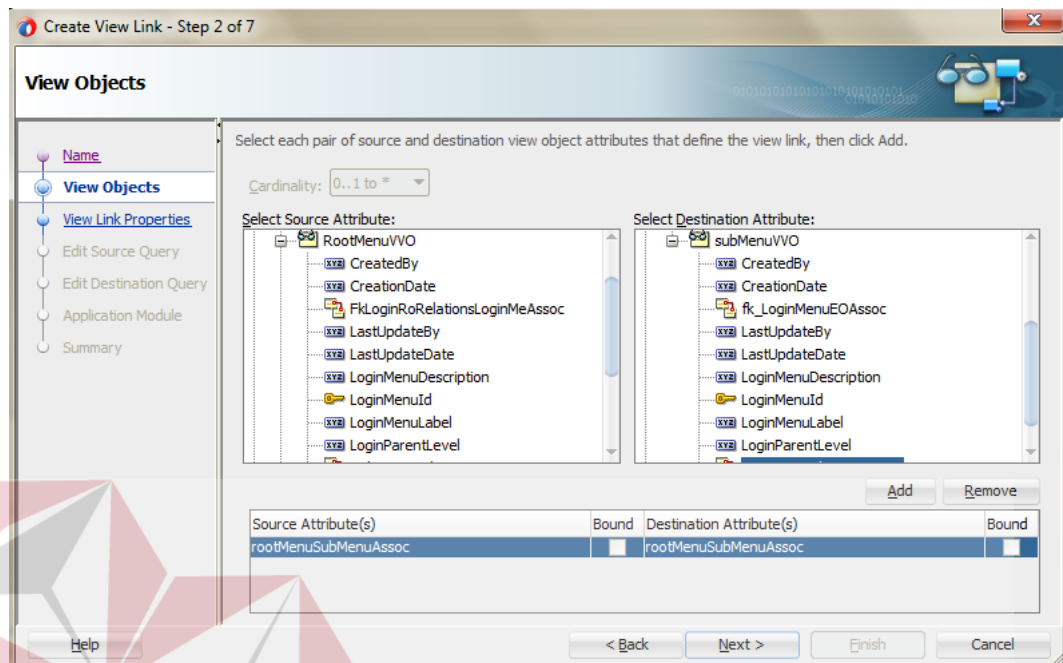 Create View Link - Step 2 of 7
View Objects
Name
View Objects
View Link Properties
Edit Source Query
Edit Destination Query
Application Module
Summary
Select each pair of source and destination view object attributes that define the view link, then click Add.
Cardinality: 0..1 to *
Select Source Attribute:
RootMenuVVO
CreatedBy
CreationDate
FkLoginRoRelationsLoginMeAssoc
LastUpdateBy
LastUpdateDate
LoginMenuDescription
LoginMenuId
LoginMenuLabel
LoginParentLevel
Select Destination Attribute:
subMenuVVO
CreatedBy
CreationDate
fk_LoginMenuEOAssoc
LastUpdateBy
LastUpdateDate
LoginMenuDescription
LoginMenuId
LoginMenuLabel
LoginParentLevel
Add Remove
Source Attribute(s) Bound Destination Attribute(s) Bound
rootMenuSubMenuAssoc rootMenuSubMenuAssoc
Help < Back Next > Finish Cancel